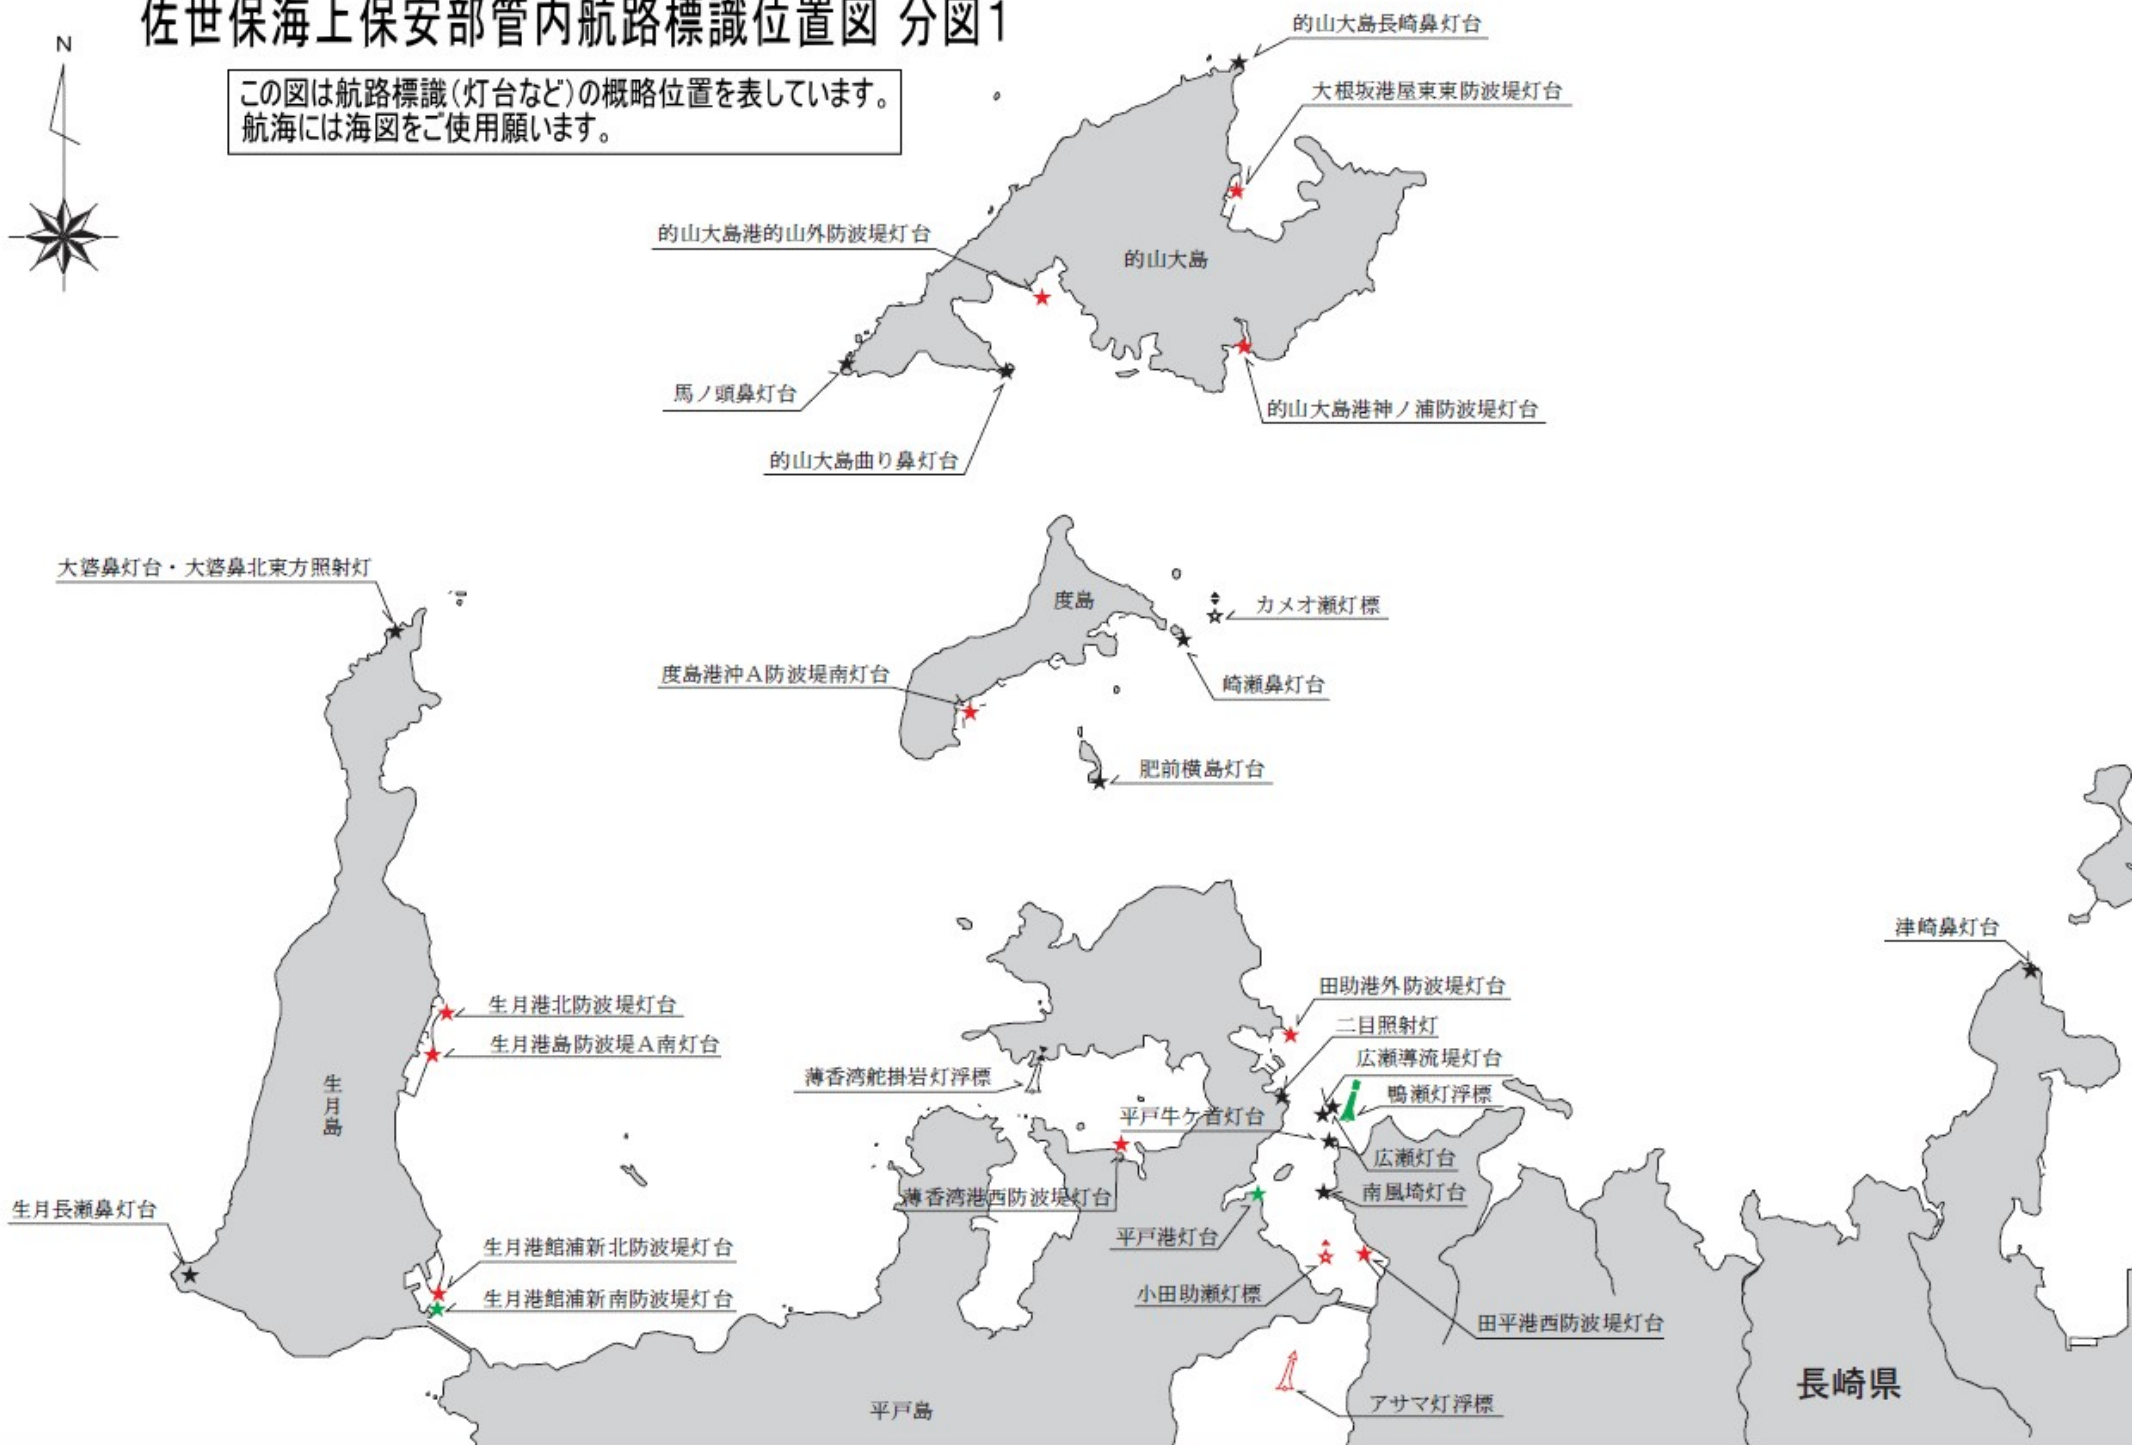 佐世保海上保安部管内航路標識位置図 分図1
N
この図は航路標識(灯台など)の概略位置を表しています。
航海には海図をご使用願います。
的山大島長崎鼻灯台
大根坂港屋東東防波堤灯台
的山大島港的山外防波堤灯台
的山大島
馬ノ頭鼻灯台
的山大島港神ノ浦防波堤灯台
的山大島曲り鼻灯台
大碆鼻灯台・大碆鼻北東方照射灯
度島
カメオ瀬灯標
度島港沖A防波堤南灯台
崎瀬鼻灯台
肥前横島灯台
津崎鼻灯台
生月港北防波堤灯台
田助港外防波堤灯台
二目照射灯
生月港島防波堤A南灯台
広瀬導流堤灯台
薄香湾舵掛岩灯浮標
鴨瀬灯浮標
生月島
平戸牛ケ首灯台
広瀬灯台
薄香湾港西防波堤灯台
南風埼灯台
生月長瀬鼻灯台
平戸港灯台
生月港館浦新北防波堤灯台
小田助瀬灯標
生月港館浦新南防波堤灯台
田平港西防波堤灯台
長崎県
平戸島
アサマ灯浮標